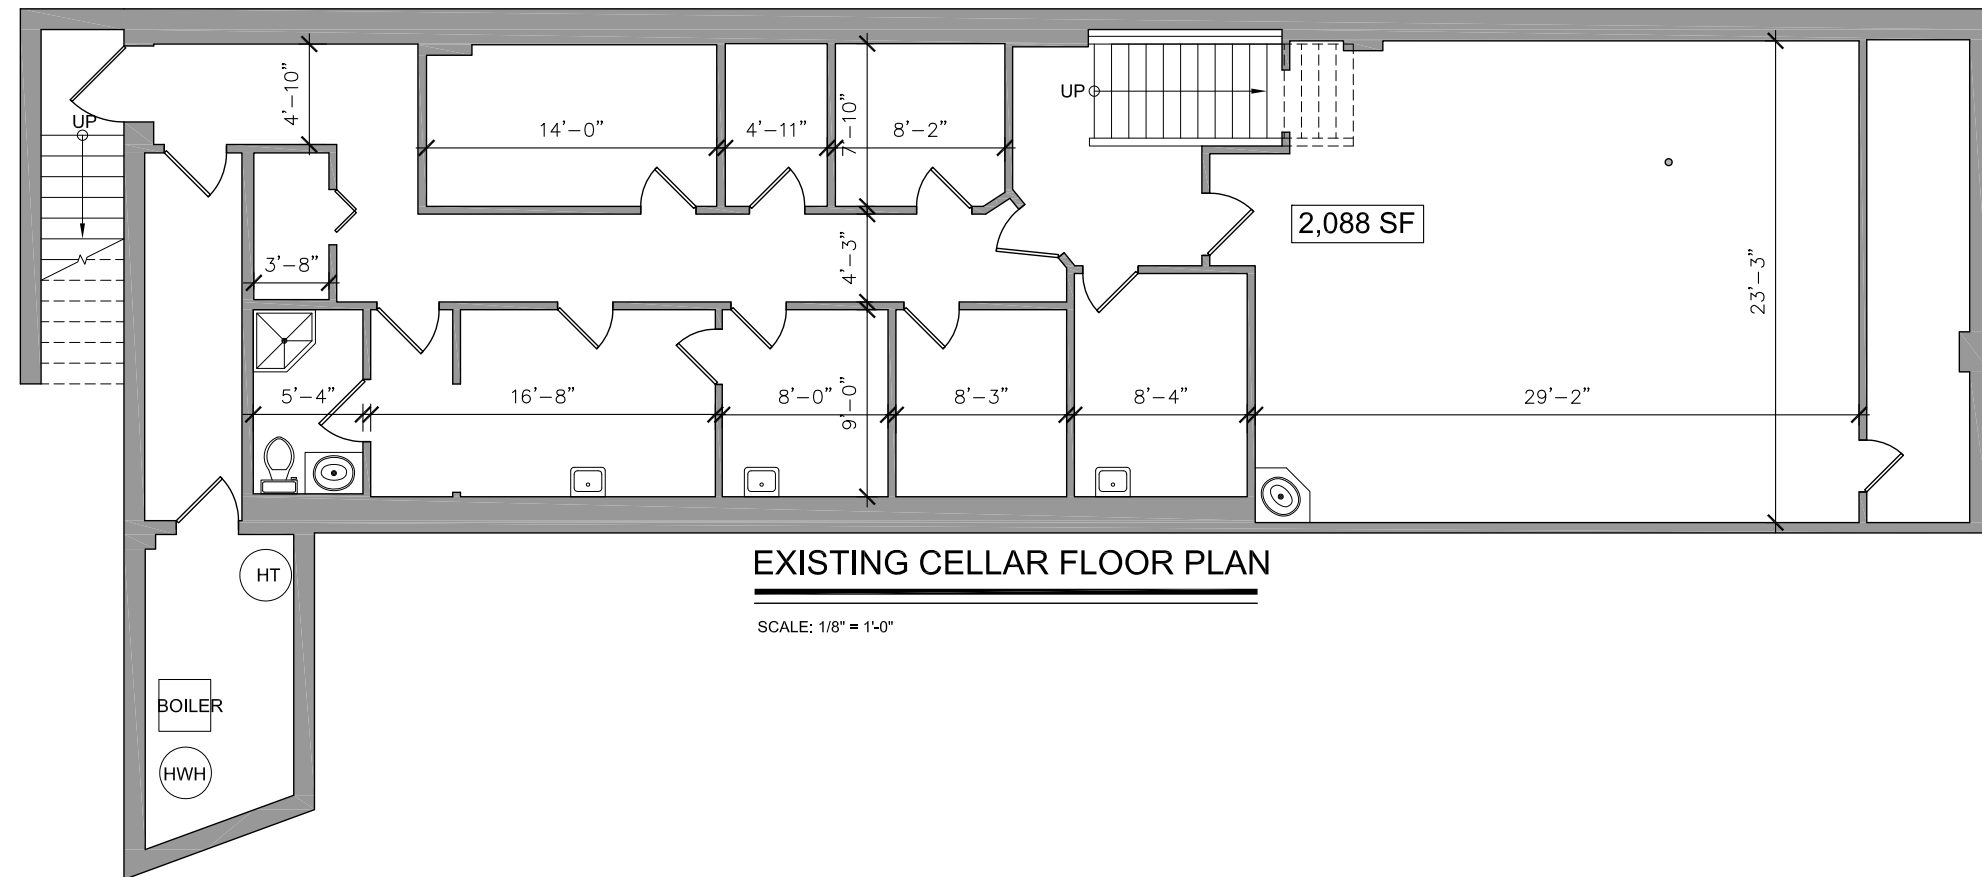 UP
4'-10"
14'-0"
4'-11"
7'-10"
8'-2"
UP
2,088 SF
3'-8"
4'-3"
23'-3"
5'-4"
16'-8"
8'-0"
9'-0"
8'-3"
8'-4"
29'-2"
HT
BOILER
HWH
EXISTING CELLAR FLOOR PLAN
SCALE: 1/8" = 1'-0"